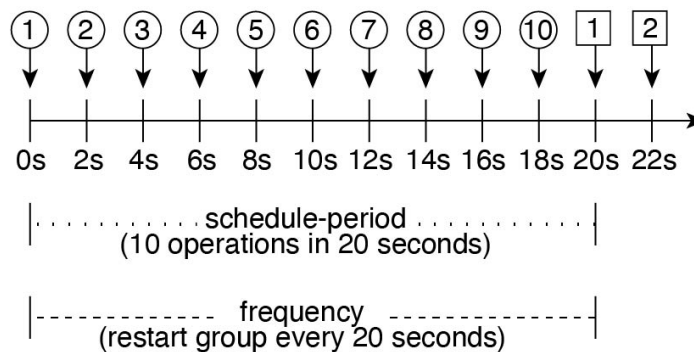 1 2 3 4 5 6 7 8 9 10 1 2
0s 2s 4s 6s 8s 10s 12s 14s 16s 18s 20s 22s
schedule-period
(10 operations in 20 seconds)
frequency
(restart group every 20 seconds)